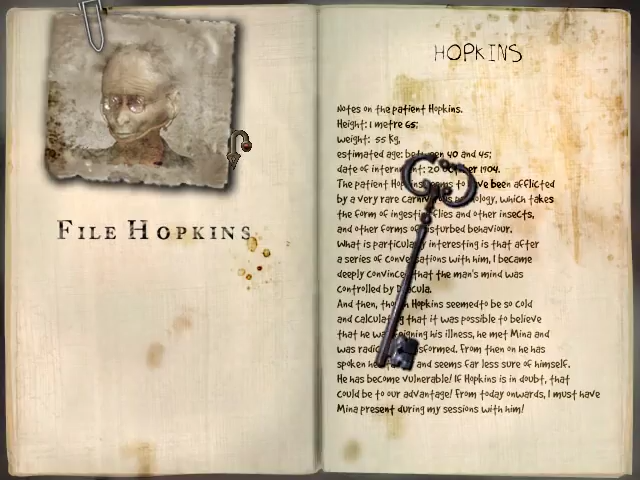 FILE HOPKINS
HOPKINS
Notes on the patient Hopkins.
Height: 1 metre 65;
weight: 55 Kg,
estimated age: between 40 and 45;
date of internment: 20 october 1904.
The patient Hopkins seems to have been afflicted
by a very rare carnivorous pathology, which takes
the form of ingesting flies and other insects,
and other forms of disturbed behaviour.
What is particularly interesting is that after
a series of conversations with him, I became
deeply convinced that the man's mind was
controlled by Dracula.
And then, though Hopkins seemedto be so cold
and calculating that it was possible to believe
that he was feigning his illness, he met Mina and
was transformed. From then on he has
spoken and seems far less sure of himself.
He has become vulnerable! If Hopkins is in doubt, that
could be to our advantage! From today onwards, I must have
Mina present during my sessions with him!